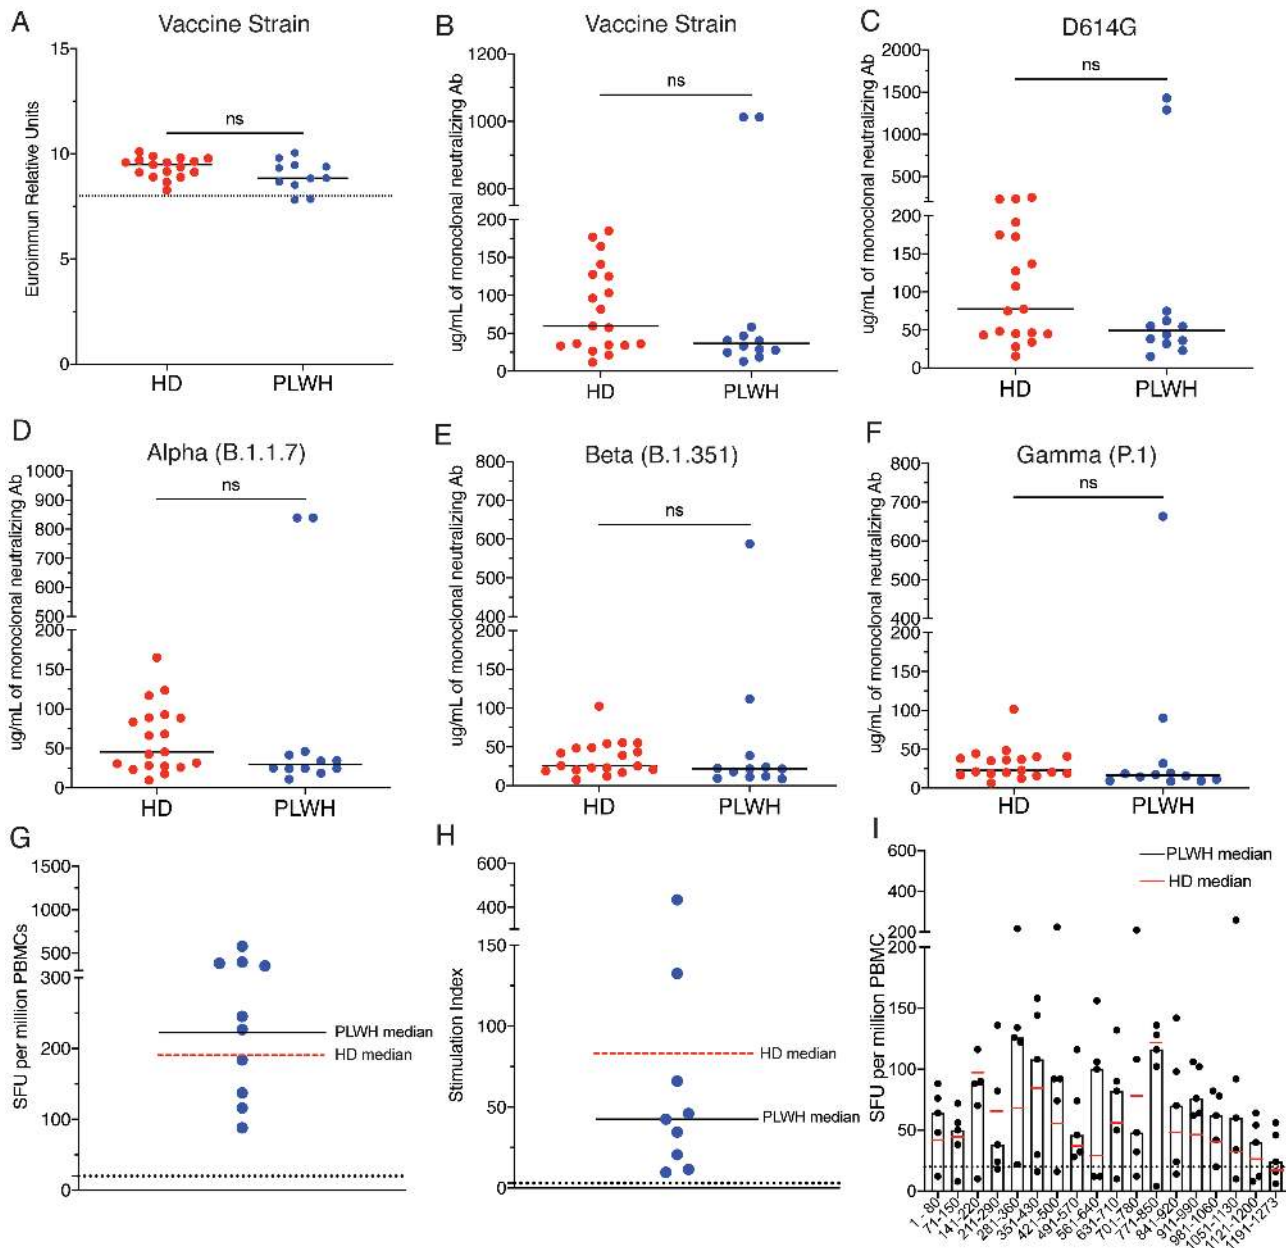 A
Vaccine Strain
15
10
5
0
Euroimmun Relative Units
ns
HD
PLWH
B
Vaccine Strain
1200
1000
800
200
150
100
50
0
ug/mL of monoclonal neutralizing Ab
ns
HD
PLWH
C
D614G
2000
1500
1000
500
200
150
100
50
0
ug/mL of monoclonal neutralizing Ab
ns
HD
PLWH
D
Alpha (B.1.1.7)
1000
900
800
700
600
500
200
150
100
50
0
ug/mL of monoclonal neutralizing Ab
ns
HD
PLWH
E
Beta (B.1.351)
800
700
600
500
400
200
150
100
50
0
ug/mL of monoclonal neutralizing Ab
ns
HD
PLWH
F
Gamma (P.1)
800
700
600
500
400
200
150
100
50
0
ug/mL of monoclonal neutralizing Ab
ns
HD
PLWH
G
1500
1000
500
300
200
100
0
SFU per million PBMCs
PLWH median
HD median
H
600
400
200
150
100
50
0
Stimulation Index
HD median
PLWH median
I
600
400
200
200
150
100
50
0
SFU per million PBMC
PLWH median
HD median
1-80
71-150
141-220
211-290
281-360
351-430
421-500
491-570
561-640
631-710
701-780
771-850
841-920
911-990
981-1060
1051-1130
1121-1200
1191-1273